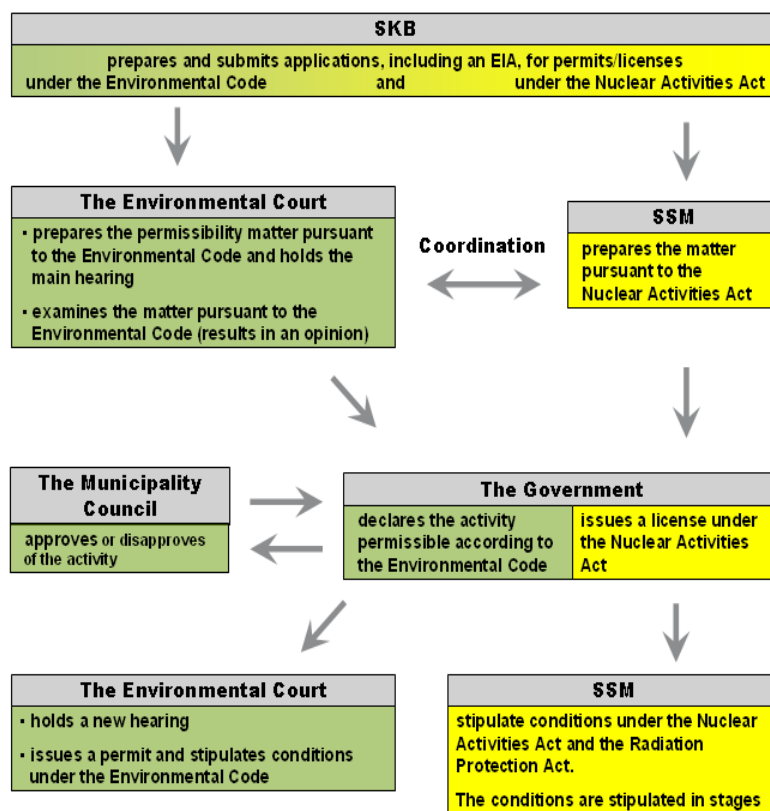 SKB
prepares and submits applications, including an EIA, for permits/licenses
under the Environmental Code and under the Nuclear Activities Act
The Environmental Court
▪ prepares the permissibility matter pursuant
to the Environmental Code and holds the
main hearing
▪ examines the matter pursuant to the
Environmental Code (results in an opinion)
Coordination
SSM
prepares the matter
pursuant to the
Nuclear Activities Act
The Municipality
Council
approves or disapproves
of the activity
The Government
declares the activity
permissible according to
the Environmental Code
issues a license under
the Nuclear Activities
Act
The Environmental Court
▪ holds a new hearing
▪ issues a permit and stipulates conditions
under the Environmental Code
SSM
stipulate conditions under the Nuclear
Activities Act and the Radiation
Protection Act.
The conditions are stipulated in stages